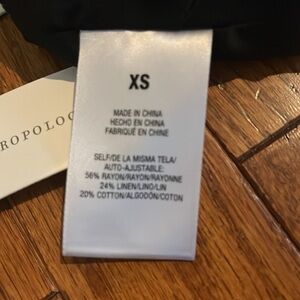 XS
MADE IN CHINA
HECHO EN CHINA
FABRIQUÉ EN CHINE
SELF/DE LA MISMA TELA/
AUTO-AJUSTABLE:
56% RAYON/RAYON/RAYONNE
24% LINEN/LINO/LIN
20% COTTON/ALGODÓN/COTON
ROPOLO